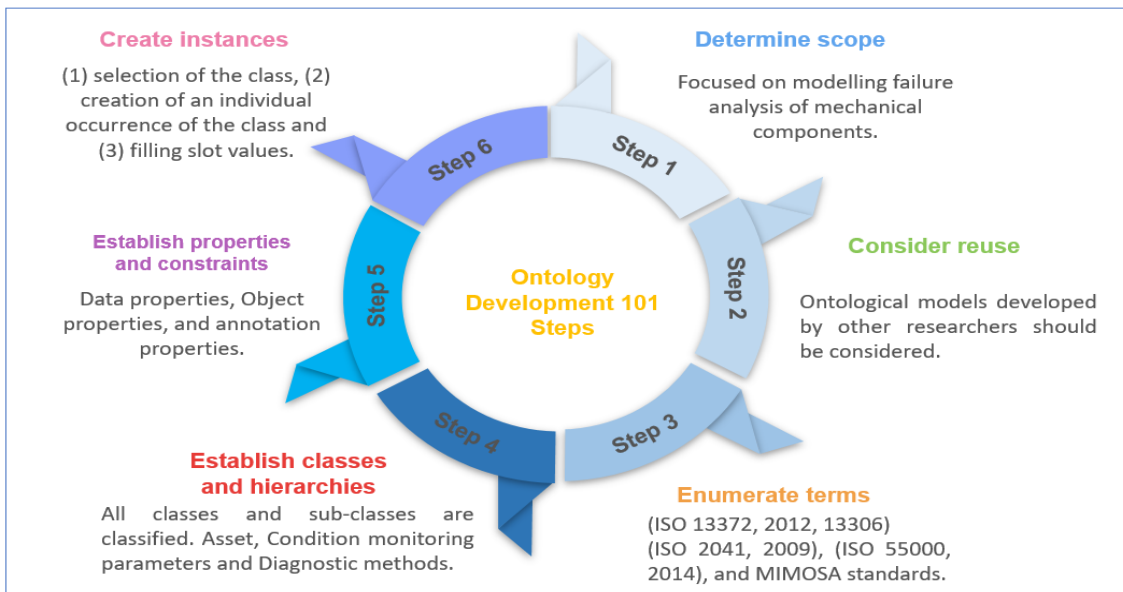 Create instances
(1) selection of the class, (2)
creation of an individual
occurrence of the class and
(3) filling slot values.
Determine scope
Focused on modelling failure
analysis of mechanical
components.
Step 6
Step 1
Establish properties
and constraints
Data properties, Object
properties, and annotation
properties.
Step 5
Ontology
Development 101
Steps
Step 2
Consider reuse
Ontological models developed
by other researchers should
be considered.
Step 4
Step 3
Establish classes
and hierarchies
All classes and sub-classes are
classified. Asset, Condition monitoring
parameters and Diagnostic methods.
Enumerate terms
(ISO 13372, 2012, 13306)
(ISO 2041, 2009), (ISO 55000,
2014), and MIMOSA standards.